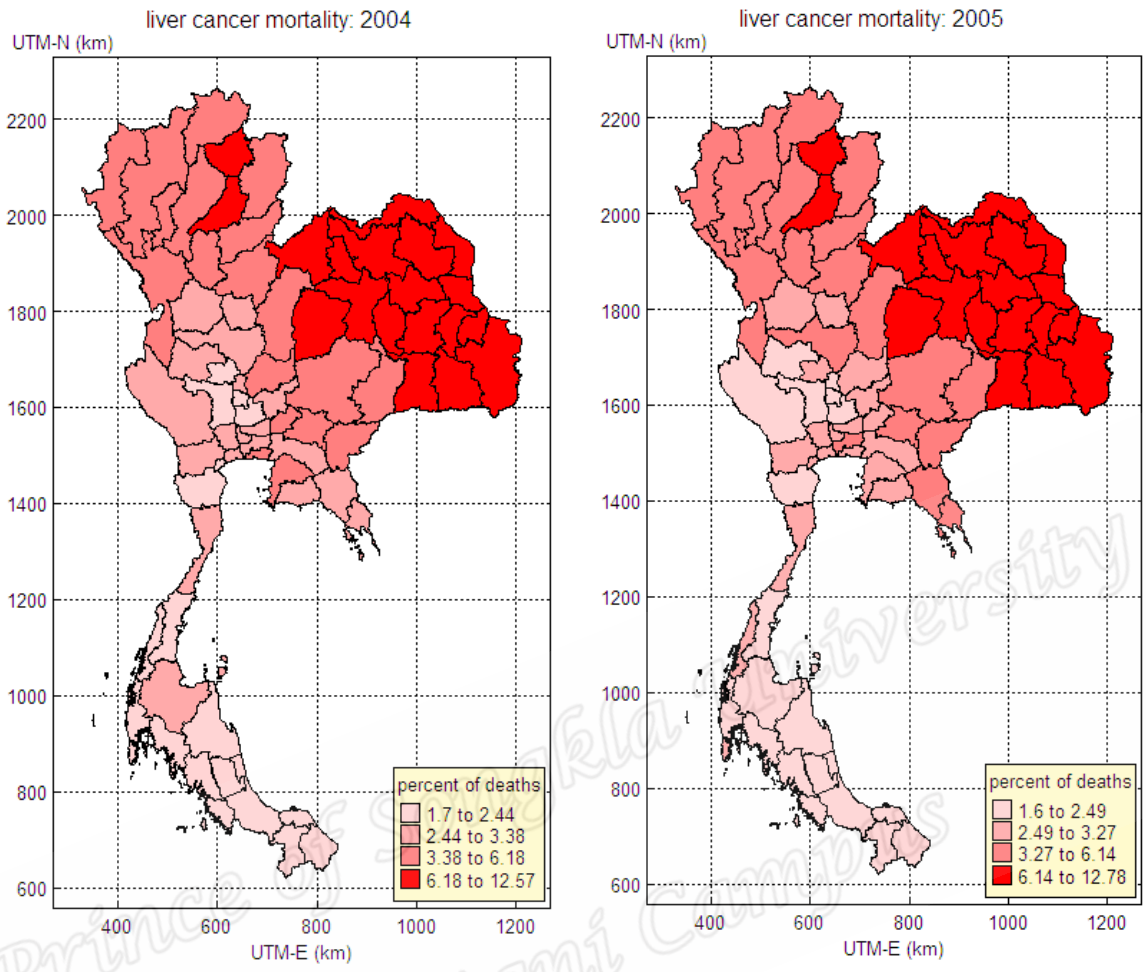 liver cancer mortality: 2004
UTM-N (km)
2200
2000
1800
1600
1400
1200
1000
800
600
400 600 800 1000 1200
UTM-E (km)
percent of deaths
1.7 to 2.44
2.44 to 3.38
3.38 to 6.18
6.18 to 12.57
liver cancer mortality: 2005
UTM-N (km)
2200
2000
1800
1600
1400
1200
1000
800
600
400 600 800 1000 1200
UTM-E (km)
percent of deaths
1.6 to 2.49
2.49 to 3.27
3.27 to 6.14
6.14 to 12.78
Prince of Songkla University
Campus